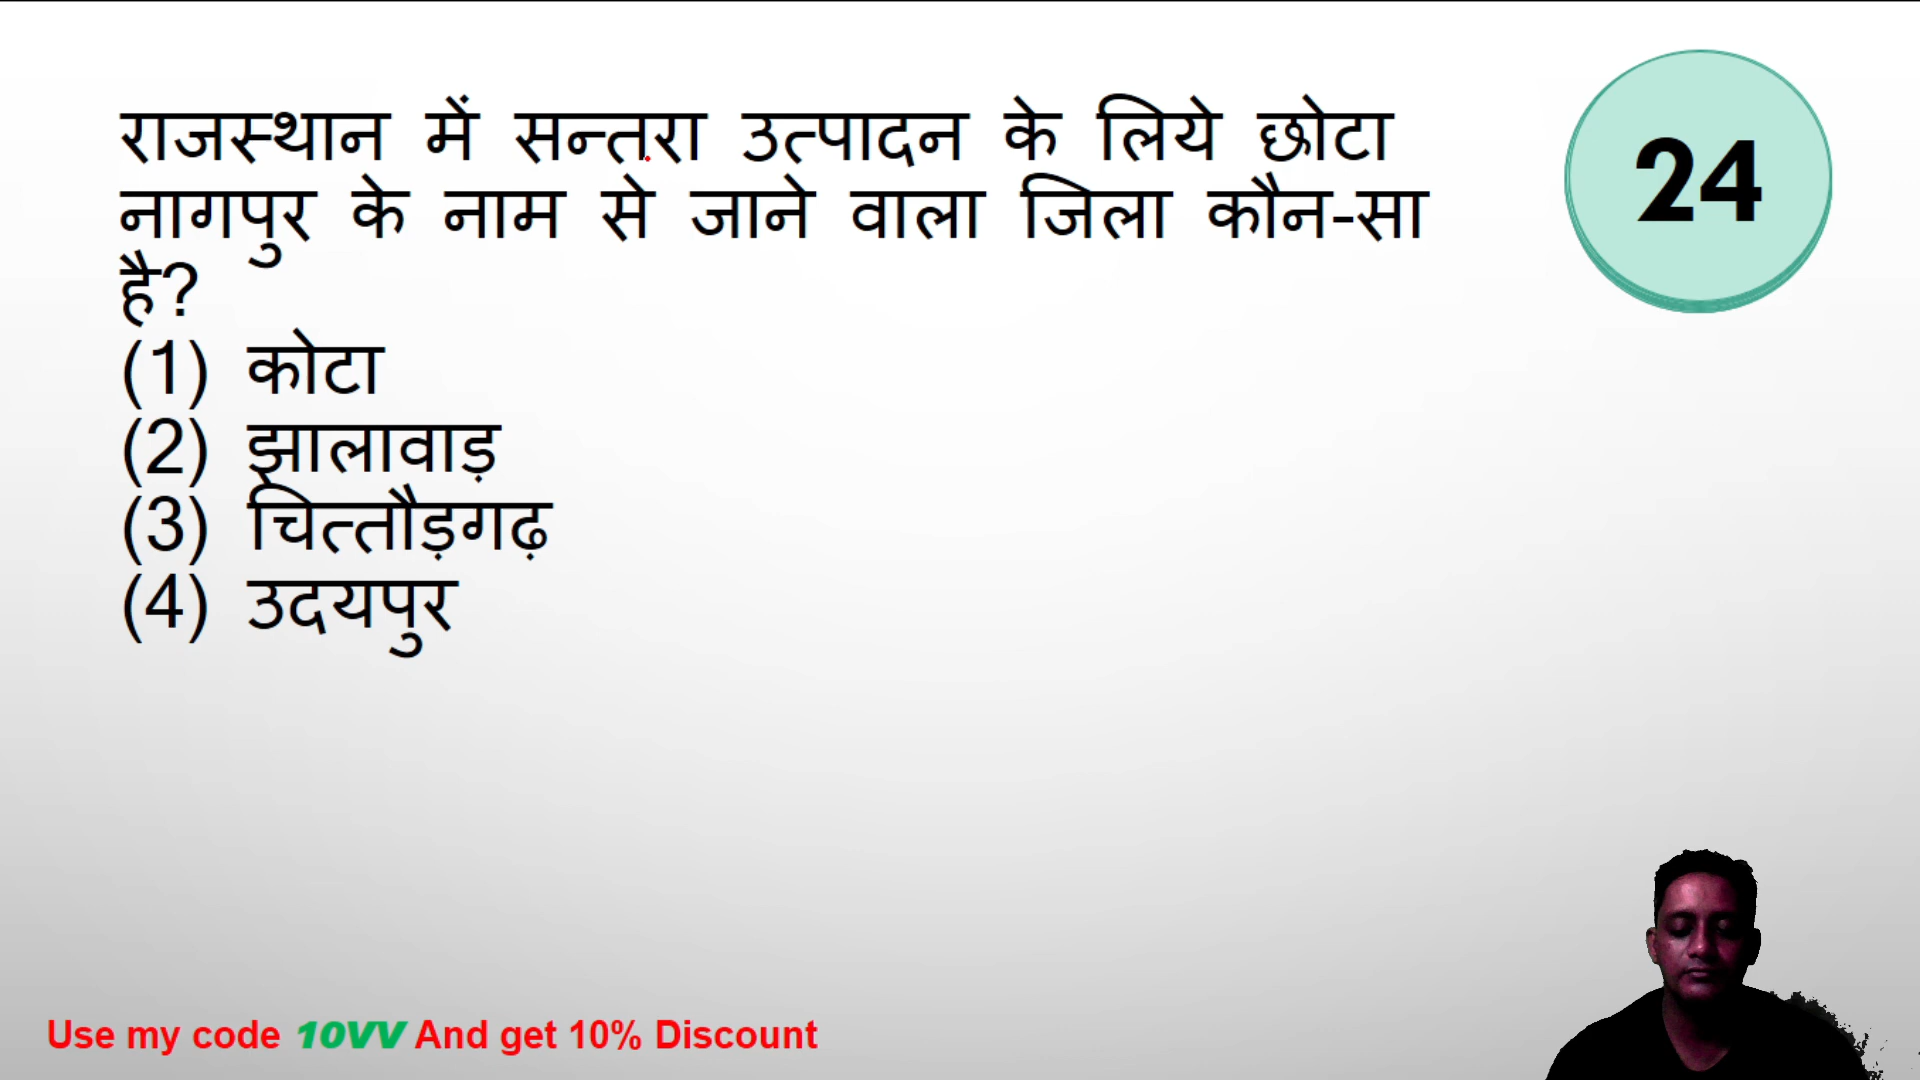 राजस्थान में सन्तरा उत्पादन के लिये छोटा
नागपुर के नाम से जाने वाला जिला कौन-सा
है?
(1) कोटा
(2) झालावाड़
(3) चित्तौड़गढ़
(4) उदयपुर
24
Use my code 10VV And get 10% Discount